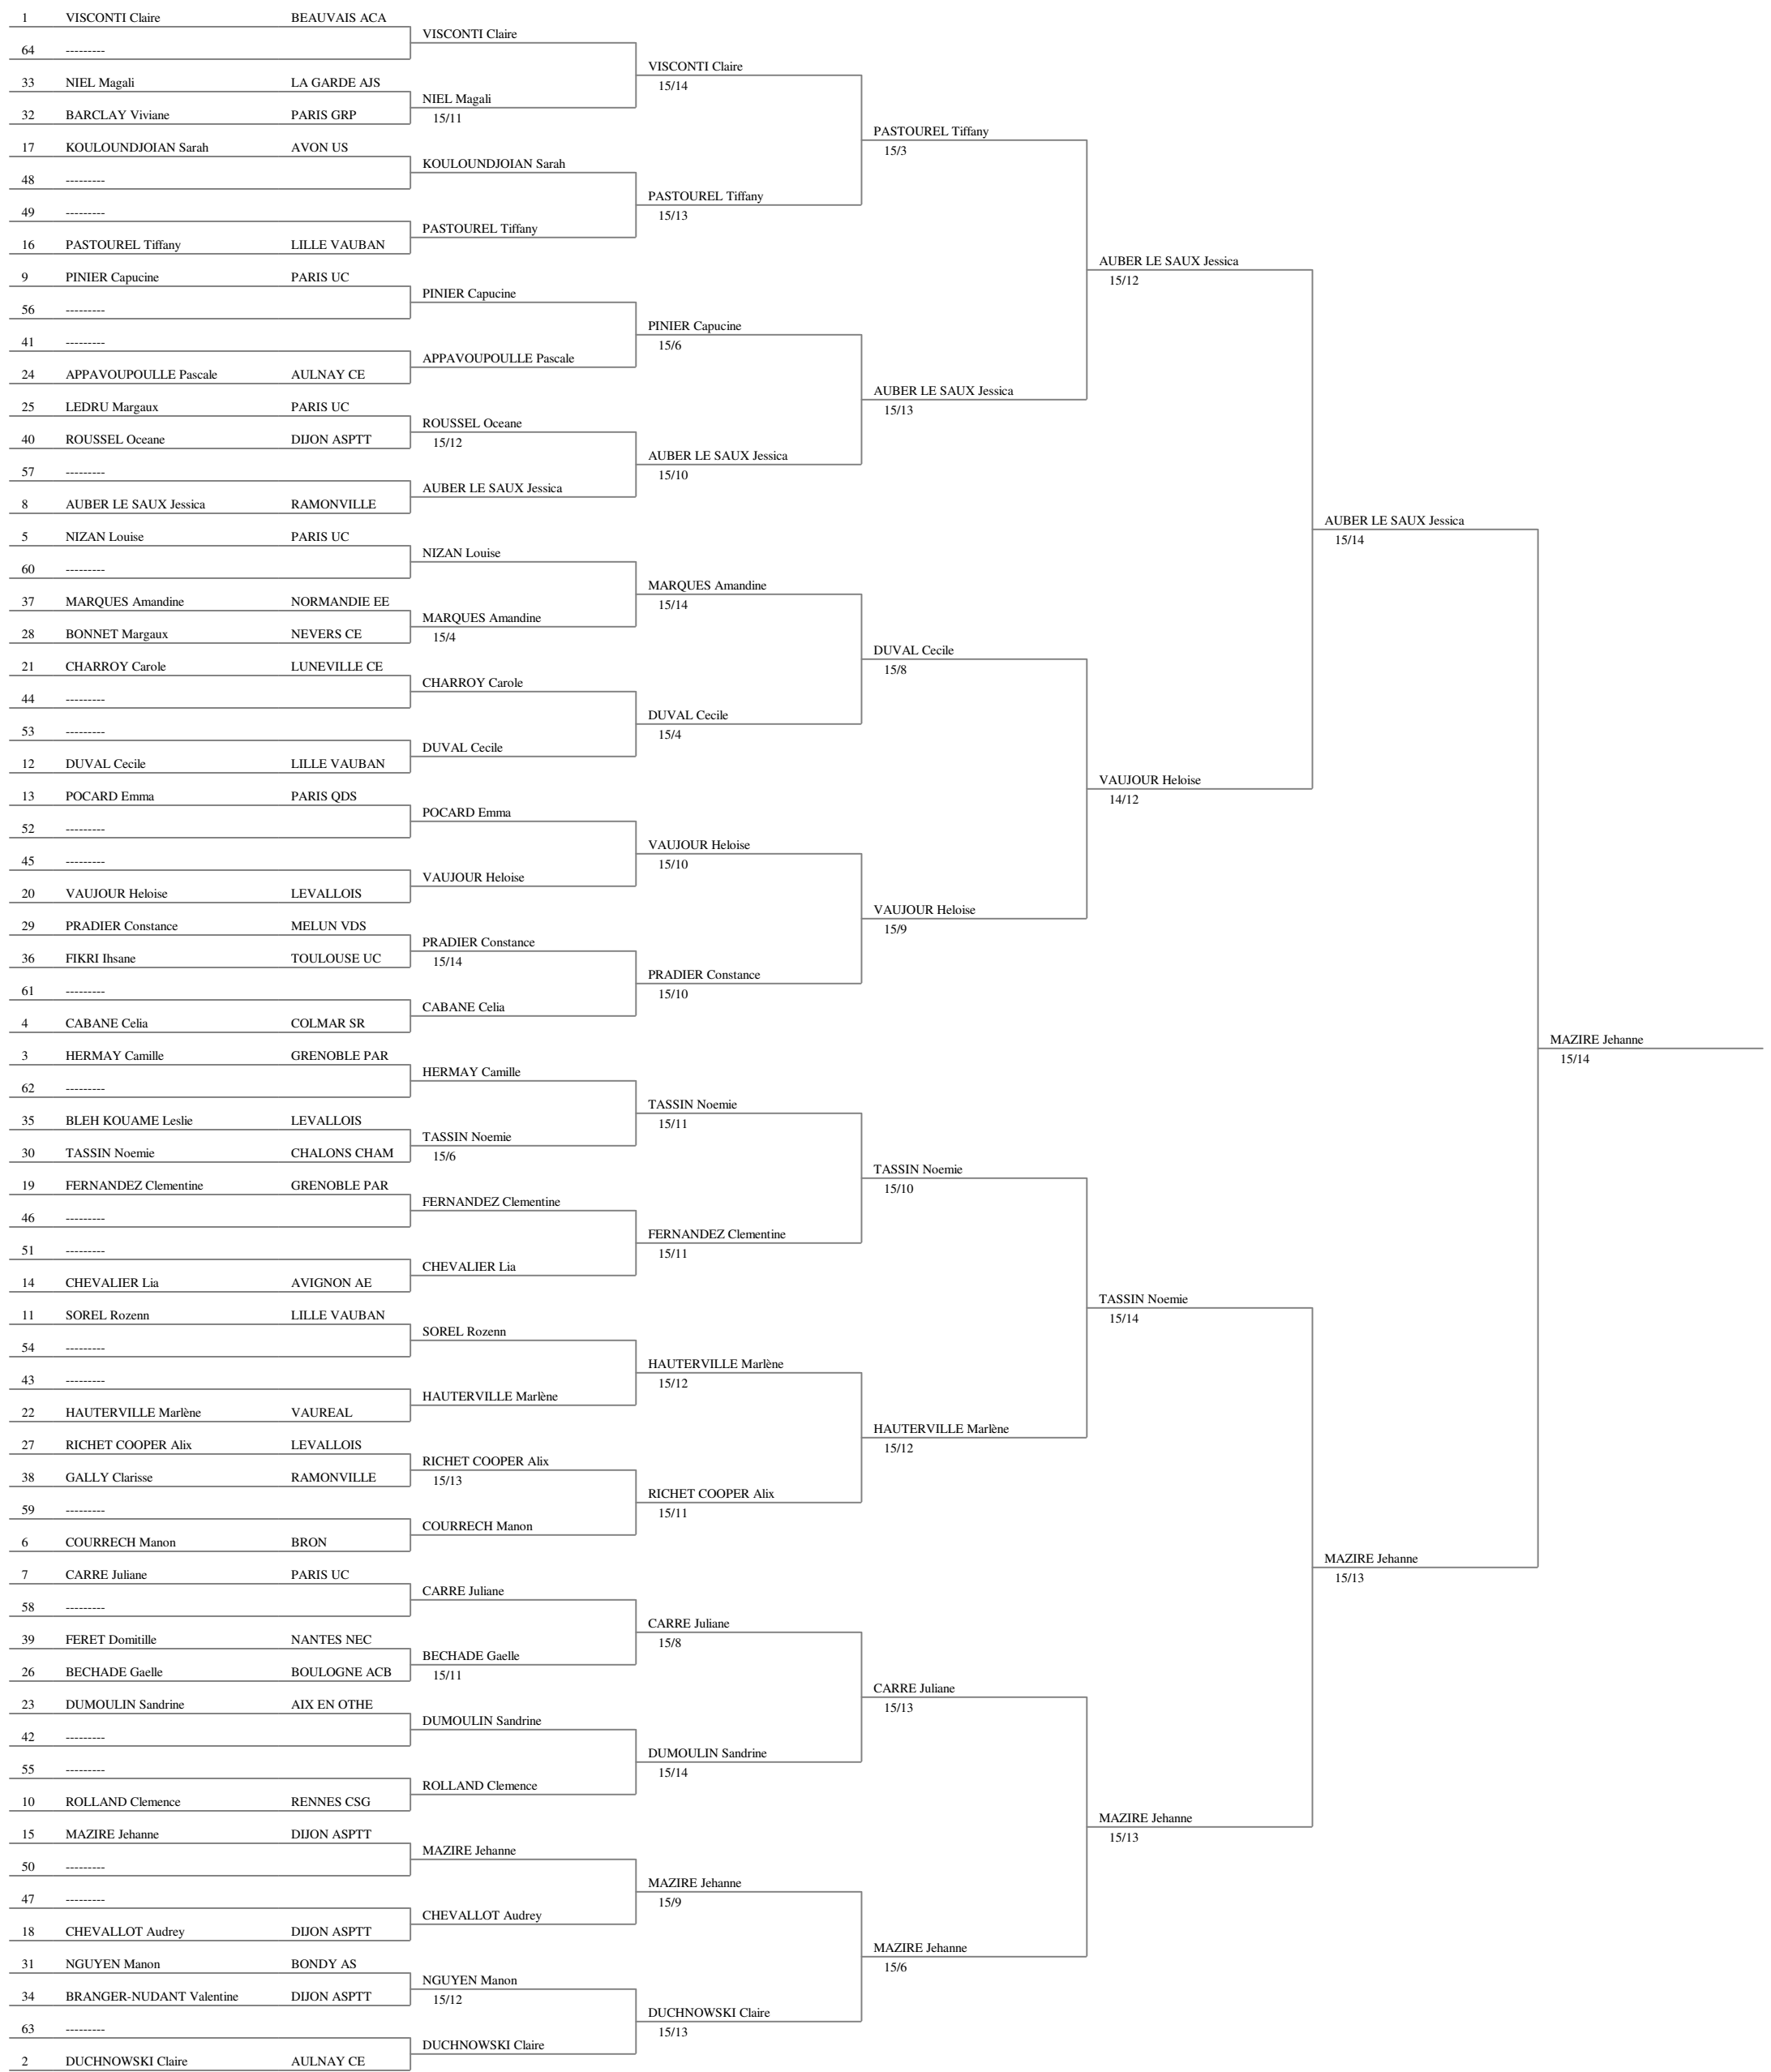 1 VISCONTI Claire BEAUVAIS ACA
VISCONTI Claire
64 ---------
VISCONTI Claire
15/14
33 NIEL Magali LA GARDE AJS
NIEL Magali
15/11
32 BARCLAY Viviane PARIS GRP
PASTOUREL Tiffany
15/3
17 KOULOUNDJOIAN Sarah AVON US
KOULOUNDJOIAN Sarah
48 ---------
PASTOUREL Tiffany
15/13
49 ---------
PASTOUREL Tiffany
16 PASTOUREL Tiffany LILLE VAUBAN
AUBER LE SAUX Jessica
15/12
9 PINIER Capucine PARIS UC
PINIER Capucine
56 ---------
PINIER Capucine
15/6
41 ---------
APPAVOUPOULLE Pascale
24 APPAVOUPOULLE Pascale AULNAY CE
AUBER LE SAUX Jessica
15/13
25 LEDRU Margaux PARIS UC
ROUSSEL Oceane
15/12
40 ROUSSEL Oceane DIJON ASPTT
AUBER LE SAUX Jessica
15/10
57 ---------
AUBER LE SAUX Jessica
8 AUBER LE SAUX Jessica RAMONVILLE
AUBER LE SAUX Jessica
15/14
5 NIZAN Louise PARIS UC
NIZAN Louise
60 ---------
MARQUES Amandine
15/14
37 MARQUES Amandine NORMANDIE EE
MARQUES Amandine
15/4
28 BONNET Margaux NEVERS CE
DUVAL Cecile
15/8
21 CHARROY Carole LUNEVILLE CE
CHARROY Carole
44 ---------
DUVAL Cecile
15/4
53 ---------
DUVAL Cecile
12 DUVAL Cecile LILLE VAUBAN
VAUJOUR Heloise
14/12
13 POCARD Emma PARIS QDS
POCARD Emma
52 ---------
VAUJOUR Heloise
15/10
45 ---------
VAUJOUR Heloise
20 VAUJOUR Heloise LEVALLOIS
VAUJOUR Heloise
15/9
29 PRADIER Constance MELUN VDS
PRADIER Constance
15/14
36 FIKRI Ihsane TOULOUSE UC
PRADIER Constance
15/10
61 ---------
CABANE Celia
4 CABANE Celia COLMAR SR
MAZIRE Jehanne
15/14
3 HERMAY Camille GRENOBLE PAR
HERMAY Camille
62 ---------
TASSIN Noemie
15/11
35 BLEH KOUAME Leslie LEVALLOIS
TASSIN Noemie
15/6
30 TASSIN Noemie CHALONS CHAM
TASSIN Noemie
15/10
19 FERNANDEZ Clementine GRENOBLE PAR
FERNANDEZ Clementine
46 ---------
FERNANDEZ Clementine
15/11
51 ---------
CHEVALIER Lia
14 CHEVALIER Lia AVIGNON AE
TASSIN Noemie
15/14
11 SOREL Rozenn LILLE VAUBAN
SOREL Rozenn
54 ---------
HAUTERVILLE Marlène
15/12
43 ---------
HAUTERVILLE Marlène
22 HAUTERVILLE Marlène VAUREAL
HAUTERVILLE Marlène
15/12
27 RICHET COOPER Alix LEVALLOIS
RICHET COOPER Alix
15/13
38 GALLY Clarisse RAMONVILLE
RICHET COOPER Alix
15/11
59 ---------
COURRECH Manon
6 COURRECH Manon BRON
MAZIRE Jehanne
15/13
7 CARRE Juliane PARIS UC
CARRE Juliane
58 ---------
CARRE Juliane
15/8
39 FERET Domitille NANTES NEC
BECHADE Gaelle
15/11
26 BECHADE Gaelle BOULOGNE ACB
CARRE Juliane
15/13
23 DUMOULIN Sandrine AIX EN OTHE
DUMOULIN Sandrine
42 ---------
DUMOULIN Sandrine
15/14
55 ---------
ROLLAND Clemence
10 ROLLAND Clemence RENNES CSG
MAZIRE Jehanne
15/13
15 MAZIRE Jehanne DIJON ASPTT
MAZIRE Jehanne
50 ---------
MAZIRE Jehanne
15/9
47 ---------
CHEVALLOT Audrey
18 CHEVALLOT Audrey DIJON ASPTT
MAZIRE Jehanne
15/6
31 NGUYEN Manon BONDY AS
NGUYEN Manon
15/12
34 BRANGER-NUDANT Valentine DIJON ASPTT
DUCHNOWSKI Claire
15/13
63 ---------
DUCHNOWSKI Claire
2 DUCHNOWSKI Claire AULNAY CE